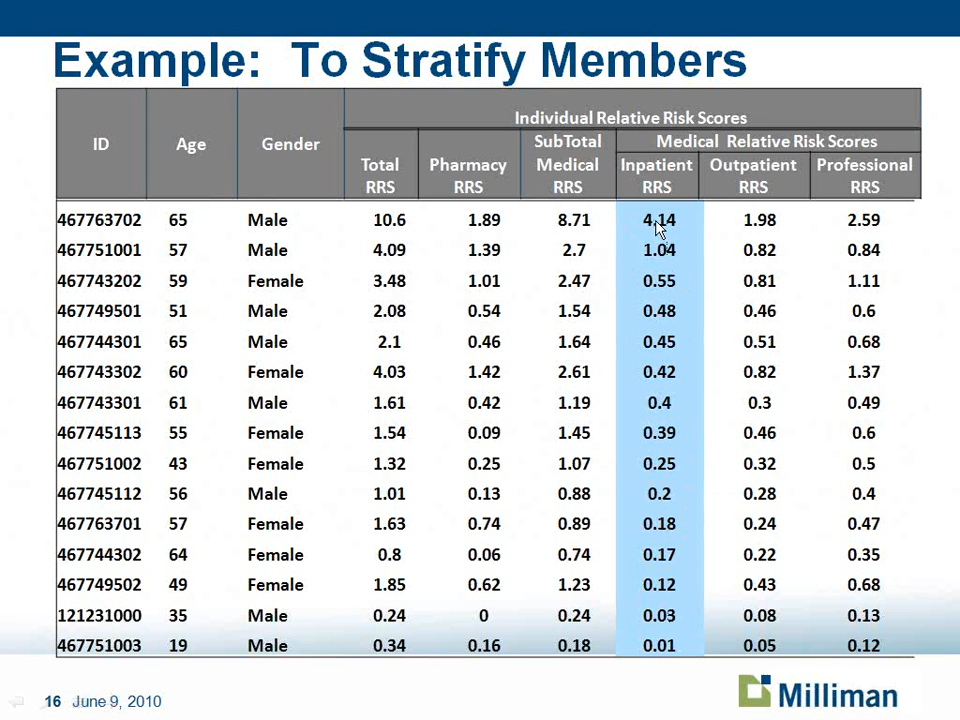 Example: To Stratify Members
Individual Relative Risk Scores
ID Age Gender Total RRS Pharmacy RRS SubTotal Medical RRS Medical Relative Risk Scores
Inpatient RRS Outpatient RRS Professional RRS
467763702 65 Male 10.6 1.89 8.71 4.14 1.98 2.59
467751001 57 Male 4.09 1.39 2.7 1.04 0.82 0.84
467743202 59 Female 3.48 1.01 2.47 0.55 0.81 1.11
467749501 51 Male 2.08 0.54 1.54 0.48 0.46 0.6
467744301 65 Male 2.1 0.46 1.64 0.45 0.51 0.68
467743302 60 Female 4.03 1.42 2.61 0.42 0.82 1.37
467743301 61 Male 1.61 0.42 1.19 0.4 0.3 0.49
467745113 55 Female 1.54 0.09 1.45 0.39 0.46 0.6
467751002 43 Female 1.32 0.25 1.07 0.25 0.32 0.5
467745112 56 Male 1.01 0.13 0.88 0.2 0.28 0.4
467763701 57 Female 1.63 0.74 0.89 0.18 0.24 0.47
467744302 64 Female 0.8 0.06 0.74 0.17 0.22 0.35
467749502 49 Female 1.85 0.62 1.23 0.12 0.43 0.68
121231000 35 Male 0.24 0 0.24 0.03 0.08 0.13
467751003 19 Male 0.34 0.16 0.18 0.01 0.05 0.12
16 June 9, 2010
Milliman